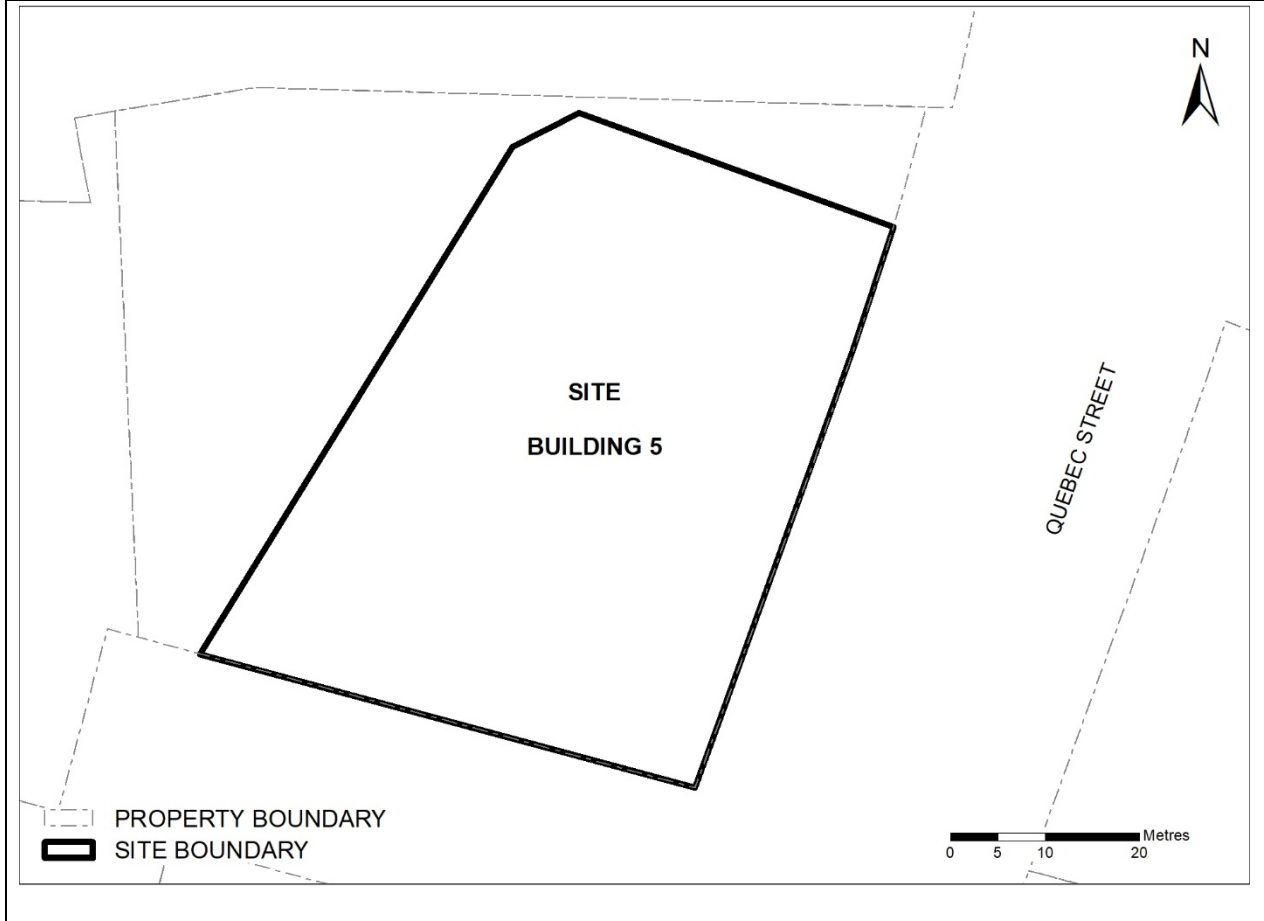 N
SITE
BUILDING 5
QUEBEC STREET
PROPERTY BOUNDARY
SITE BOUNDARY
Metres
0 5 10 20